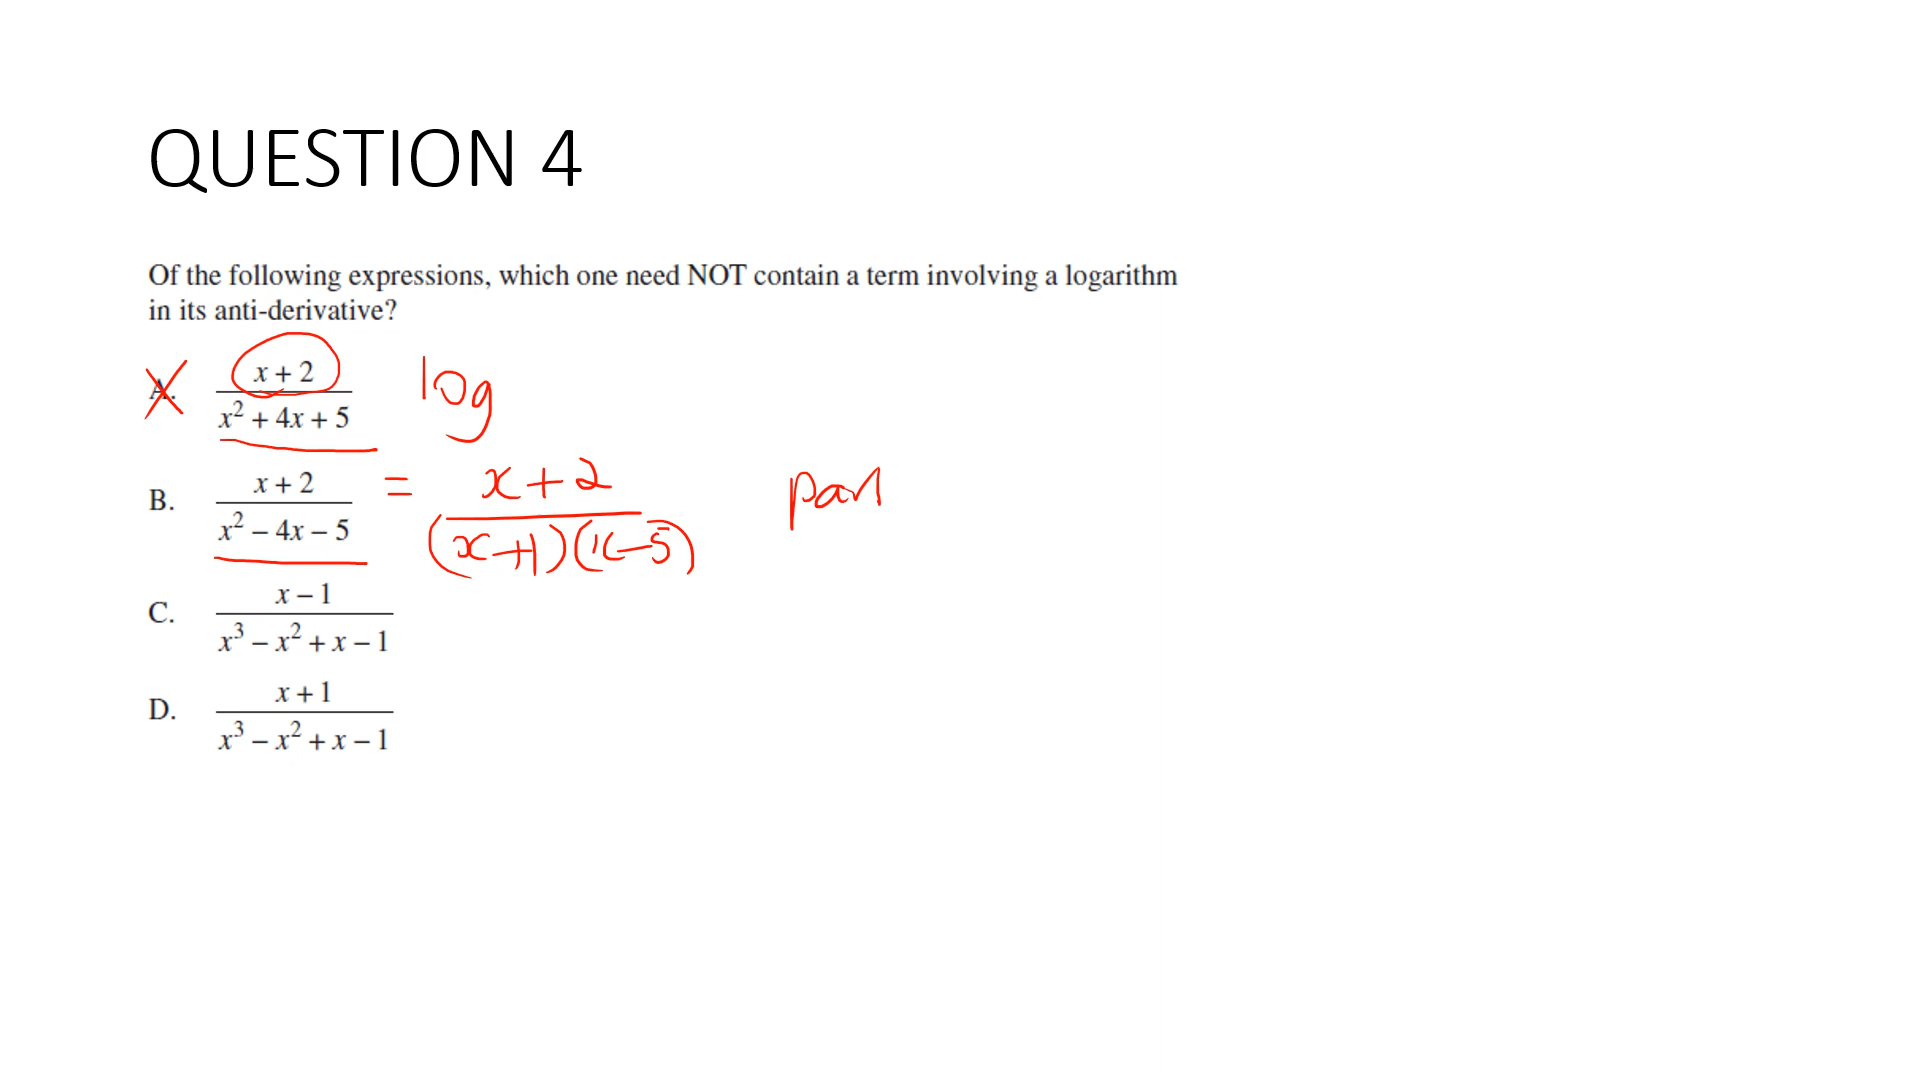 QUESTION 4
Of the following expressions, which one need NOT contain a term involving a logarithm
in its anti-derivative?
A. (x + 2)/(x² + 4x + 5) log
B. (x + 2)/(x² – 4x – 5) = (x + 2)/((x + 1)(x – 5)) part
C. (x – 1)/(x³ – x² + x – 1)
D. (x + 1)/(x³ – x² + x – 1)